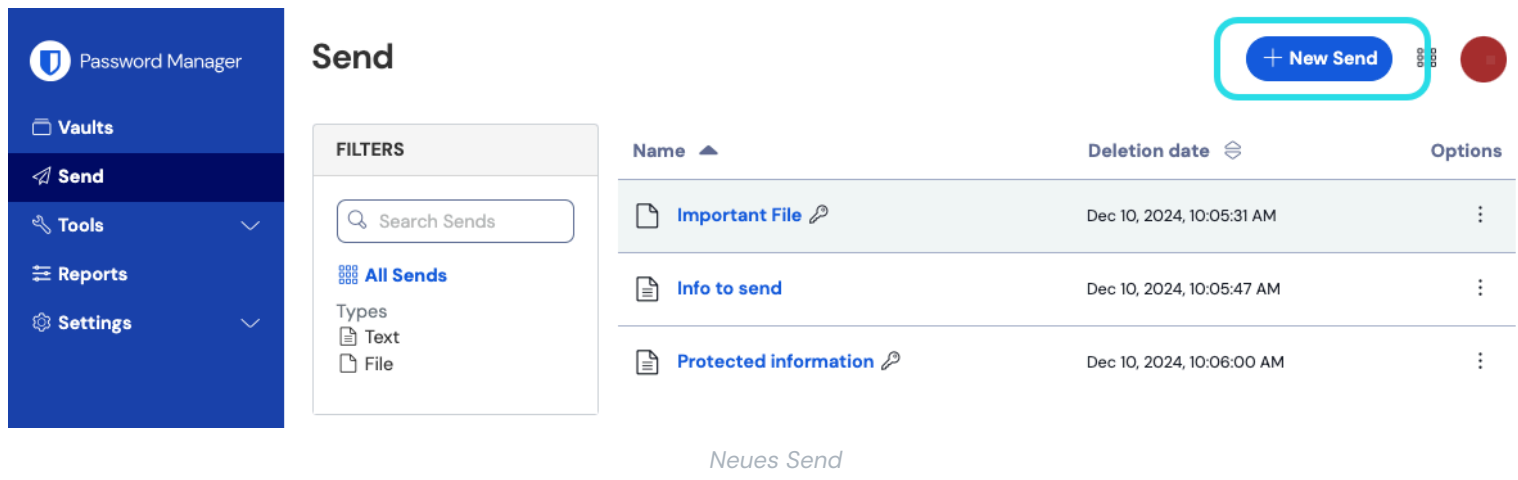 Password Manager
Vaults
Send
Tools
Reports
Settings
Send
+ New Send
FILTERS
Search Sends
All Sends
Types
Text
File
Name Deletion date Options
Important File Dec 10, 2024, 10:05:31 AM
Info to send Dec 10, 2024, 10:05:47 AM
Protected information Dec 10, 2024, 10:06:00 AM
Neues Send